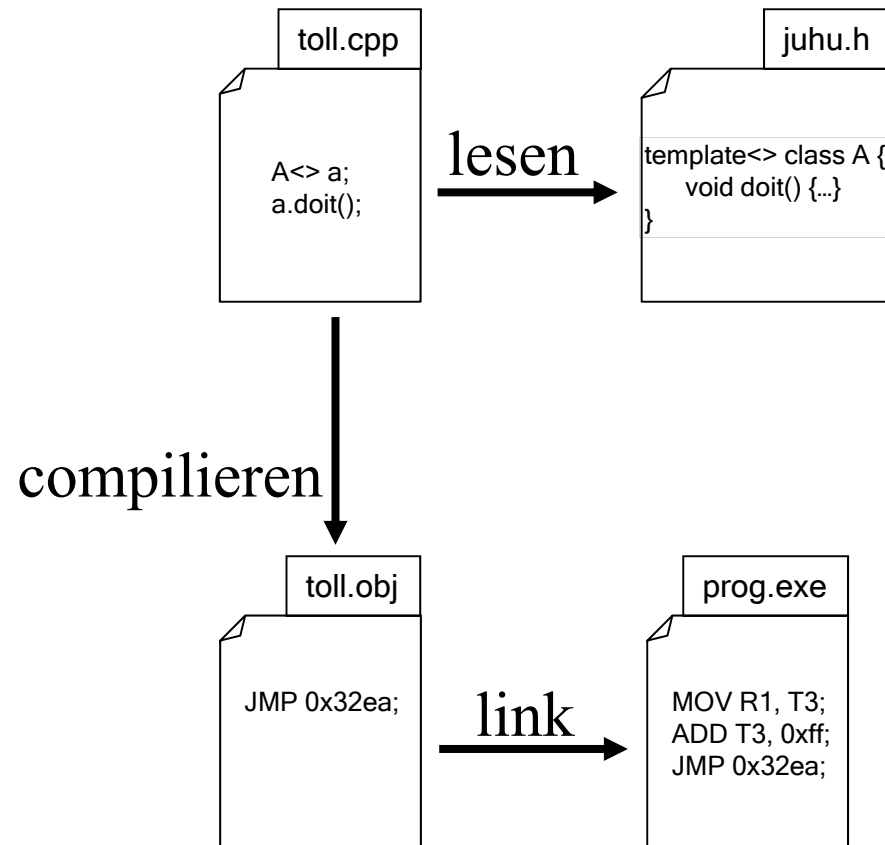 toll.cpp
juhu.h
A<> a;
a.doit();
lesen
template<> class A {
void doit() {…}
}
compilieren
toll.obj
prog.exe
JMP 0x32ea;
link
MOV R1, T3;
ADD T3, 0xff;
JMP 0x32ea;